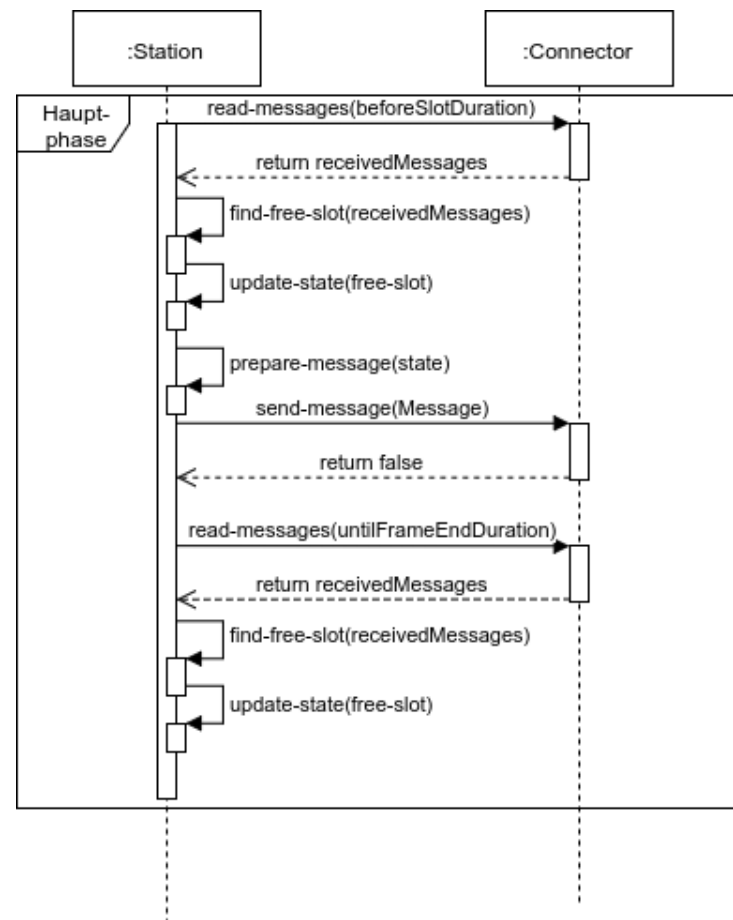 :Station
:Connector
Haupt-
phase
read-messages(beforeSlotDuration)
return receivedMessages
find-free-slot(receivedMessages)
update-state(free-slot)
prepare-message(state)
send-message(Message)
return false
read-messages(untilFrameEndDuration)
return receivedMessages
find-free-slot(receivedMessages)
update-state(free-slot)